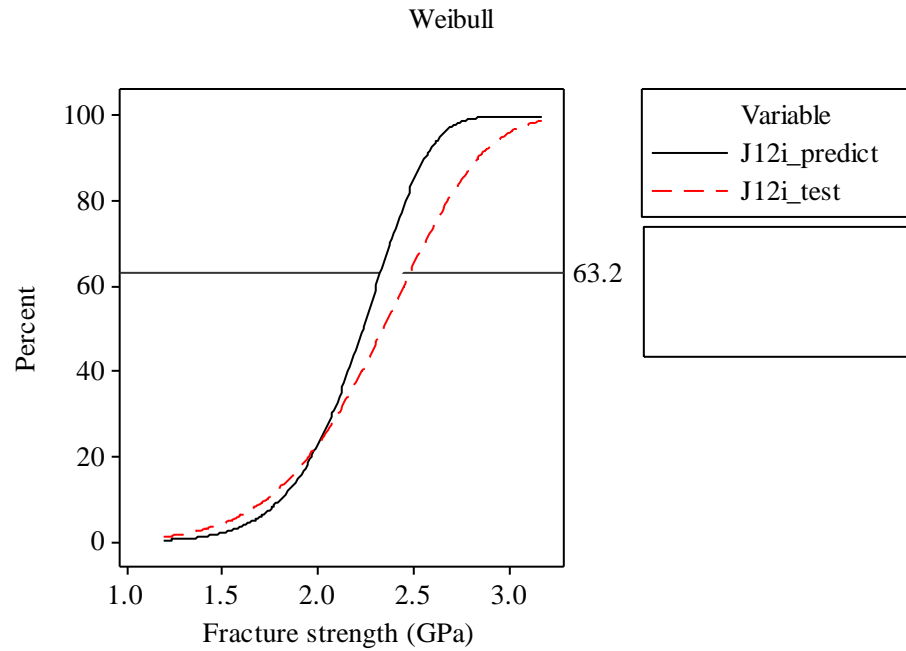 Weibull
Percent
100
80
60
40
20
0
63.2
1.0 1.5 2.0 2.5 3.0
Fracture strength (GPa)
Variable
J12i_predict
J12i_test